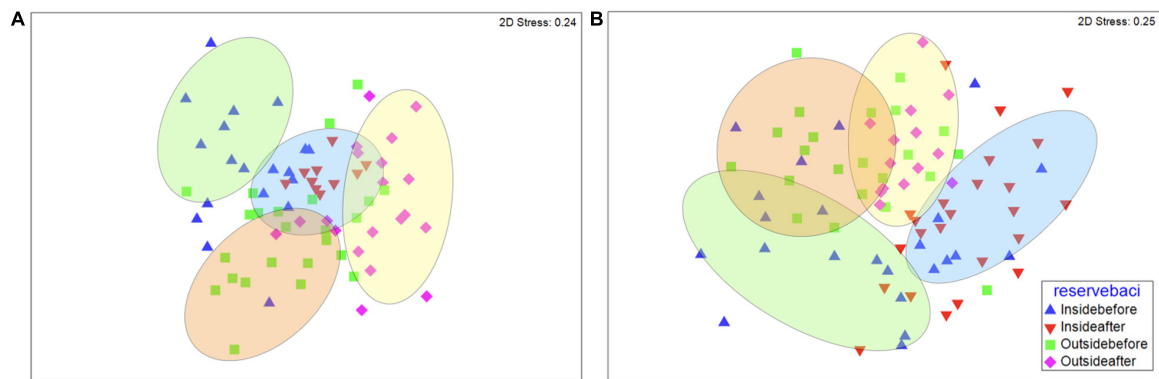 A
2D Stress: 0.24
B
2D Stress: 0.25
reservebaci
Insidebefore
Insideafter
Outsidebefore
Outsideafter